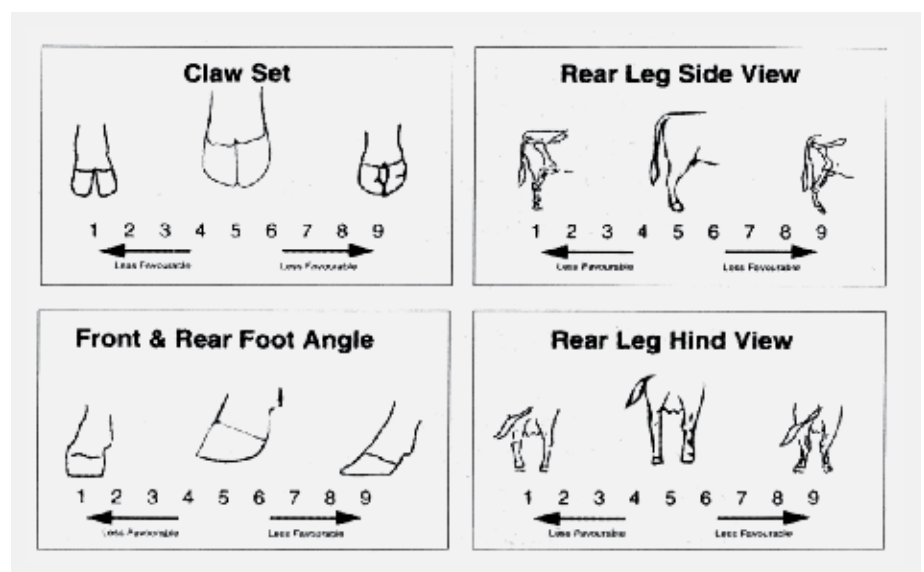 Claw Set
1 2 3 4 5 6 7 8 9
Less Favourable Less Favourable
Rear Leg Side View
1 2 3 4 5 6 7 8 9
Less Favourable Less Favourable
Front & Rear Foot Angle
1 2 3 4 5 6 7 8 9
Less Favourable Less Favourable
Rear Leg Hind View
1 2 3 4 5 6 7 8 9
Less Favourable Less Favourable